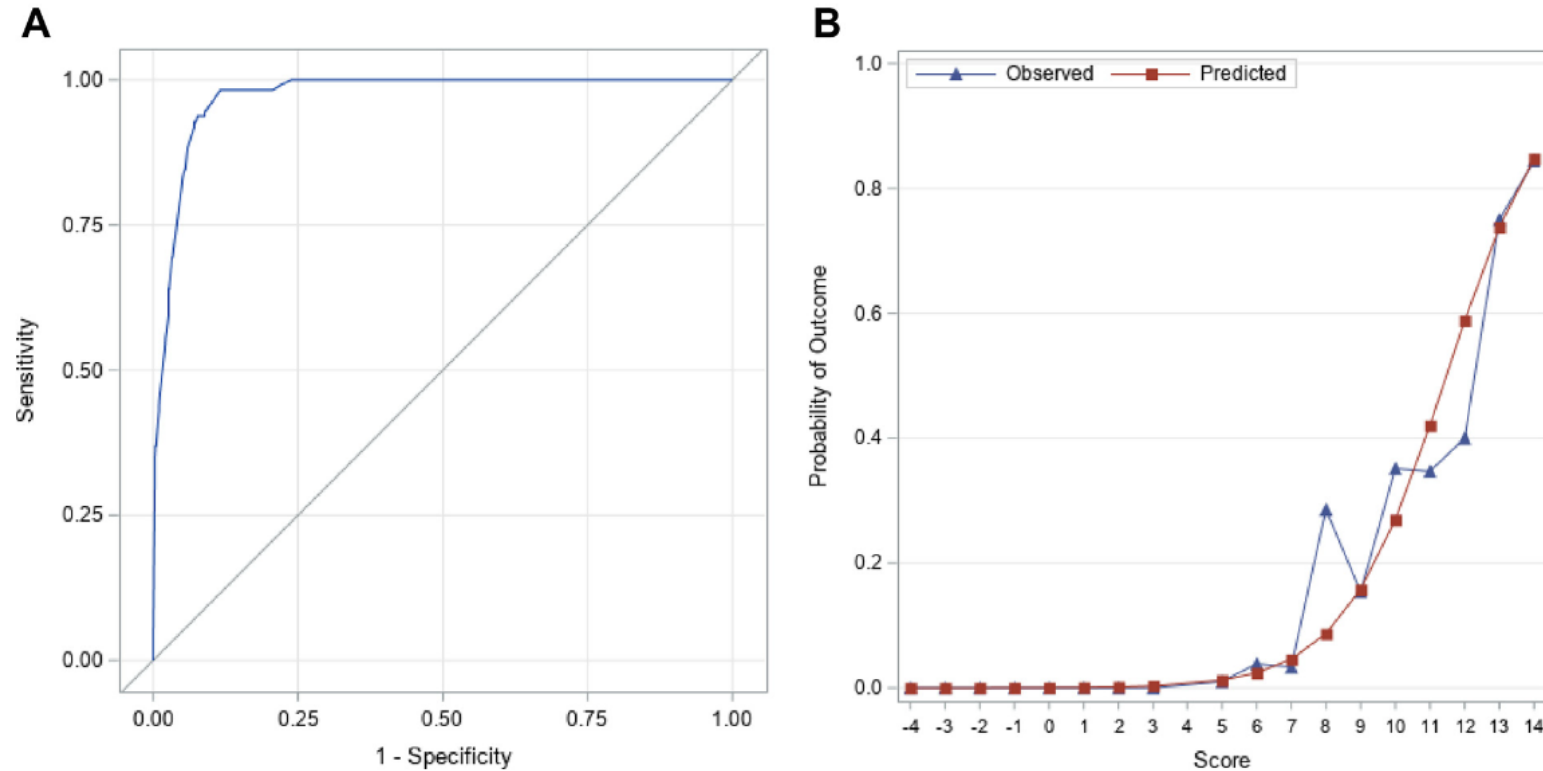 A
1.00
0.75
0.50
0.25
0.00
Sensitivity
0.00 0.25 0.50 0.75 1.00
1 - Specificity
B
Observed Predicted
1.0
0.8
0.6
0.4
0.2
0.0
Probability of Outcome
-4 -3 -2 -1 0 1 2 3 4 5 6 7 8 9 10 11 12 13 14
Score